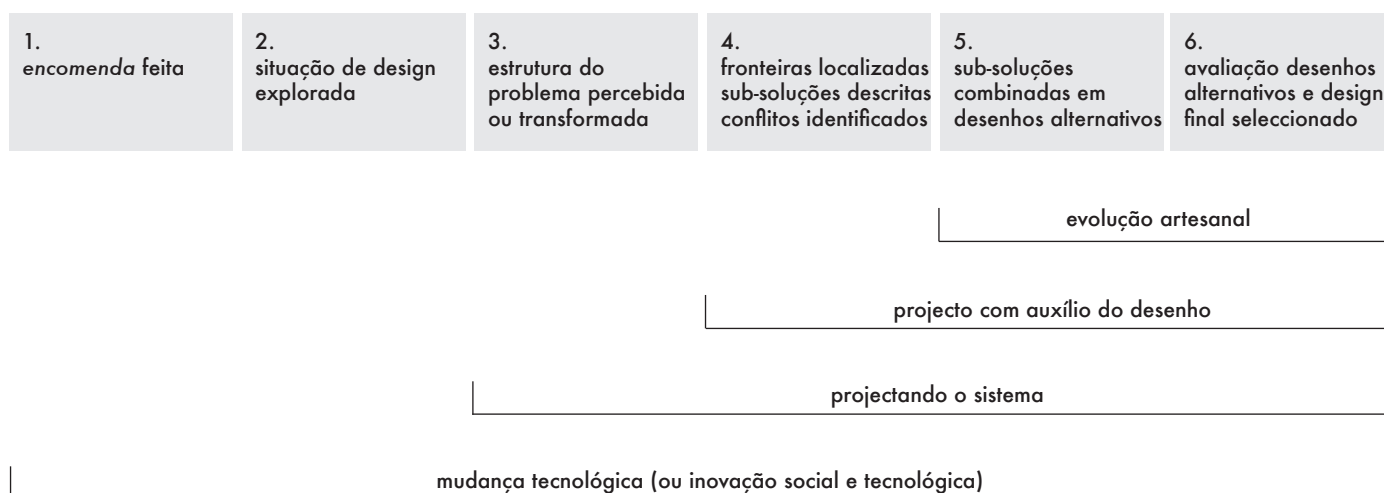 1.
encomenda feita
2.
situação de design
explorada
3.
estrutura do
problema percebida
ou transformada
4.
fronteiras localizadas
sub-soluções descritas
conflitos identificados
5.
sub-soluções
combinadas em
desenhos alternativos
6.
avaliação desenhos
alternativos e design
final seleccionado
evolução artesanal
projecto com auxílio do desenho
projectando o sistema
mudança tecnológica (ou inovação social e tecnológica)